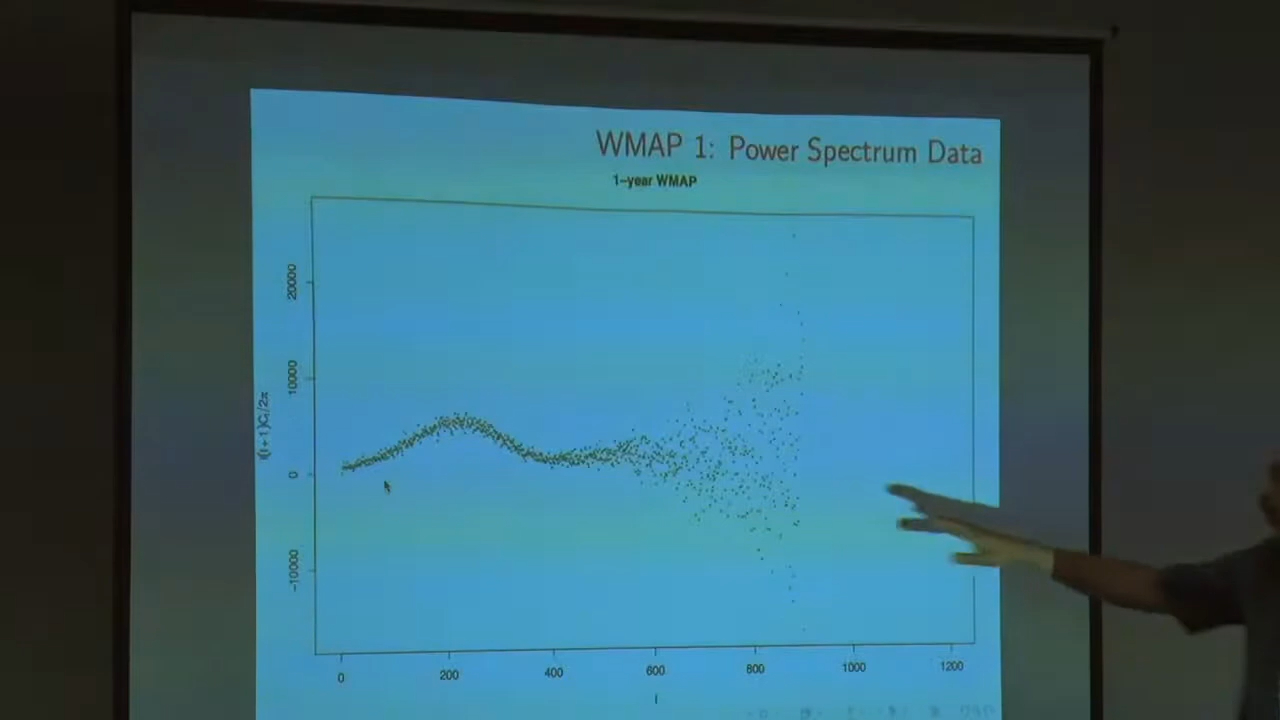 WMAP 1: Power Spectrum Data
1-year WMAP
20000
10000
0
-10000
l(l+1)Cₗ/2π
0 200 400 600 800 1000 1200
l